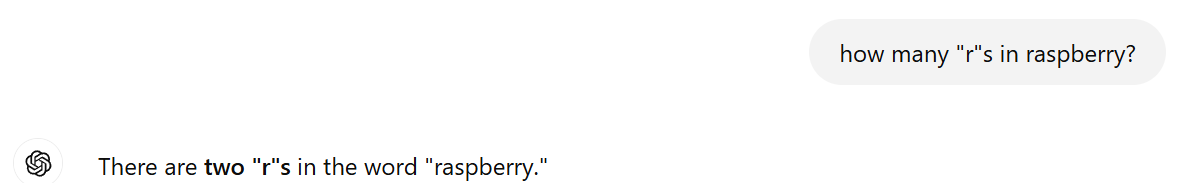 how many "r"s in raspberry?
There are two "r"s in the word "raspberry."